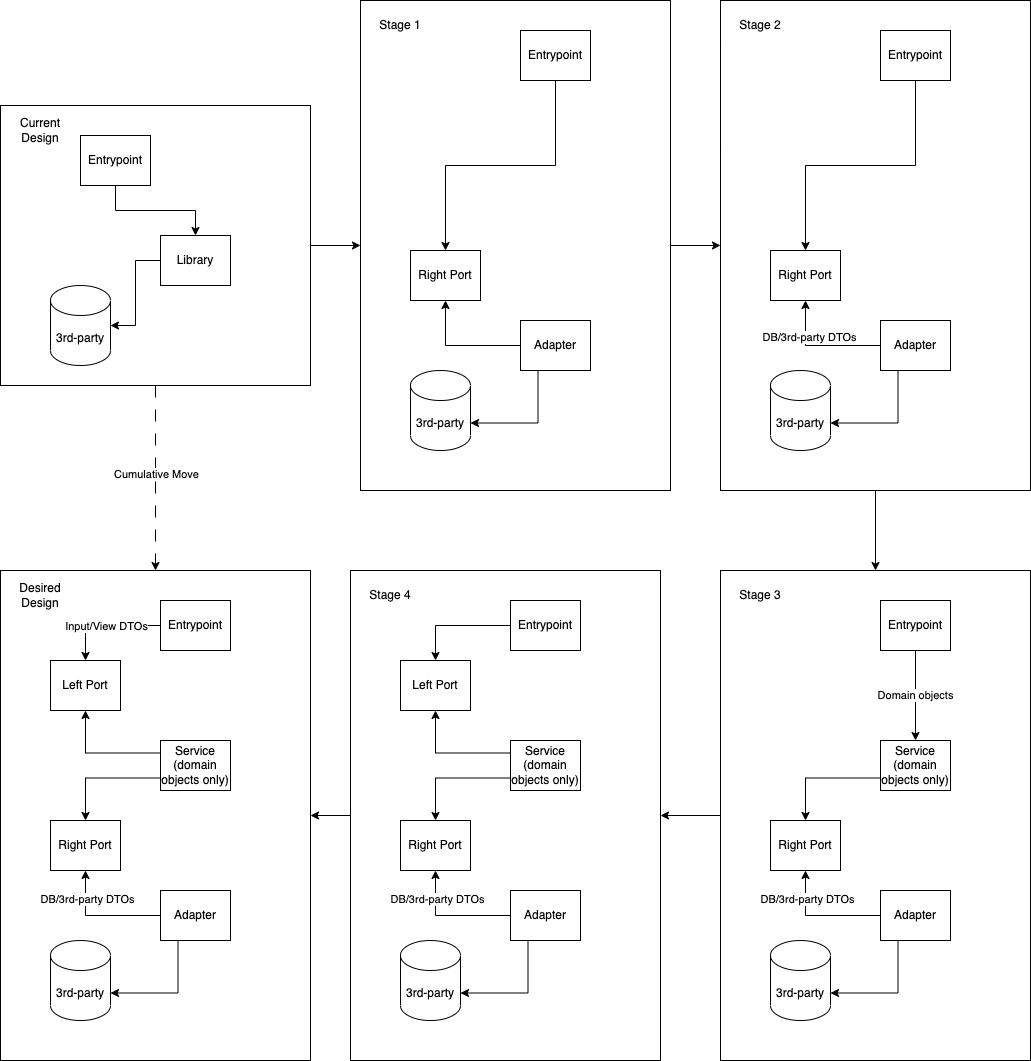 Current
Design
Entrypoint
Library
3rd-party
Stage 1
Entrypoint
Right Port
Adapter
3rd-party
Stage 2
Entrypoint
Right Port
DB/3rd-party DTOs
Adapter
3rd-party
Cumulative Move
Desired
Design
Input/View DTOs
Entrypoint
Left Port
Service
(domain
objects only)
Right Port
DB/3rd-party DTOs
Adapter
3rd-party
Stage 4
Entrypoint
Left Port
Service
(domain
objects only)
Right Port
DB/3rd-party DTOs
Adapter
3rd-party
Stage 3
Entrypoint
Domain objects
Service
(domain
objects only)
Right Port
DB/3rd-party DTOs
Adapter
3rd-party